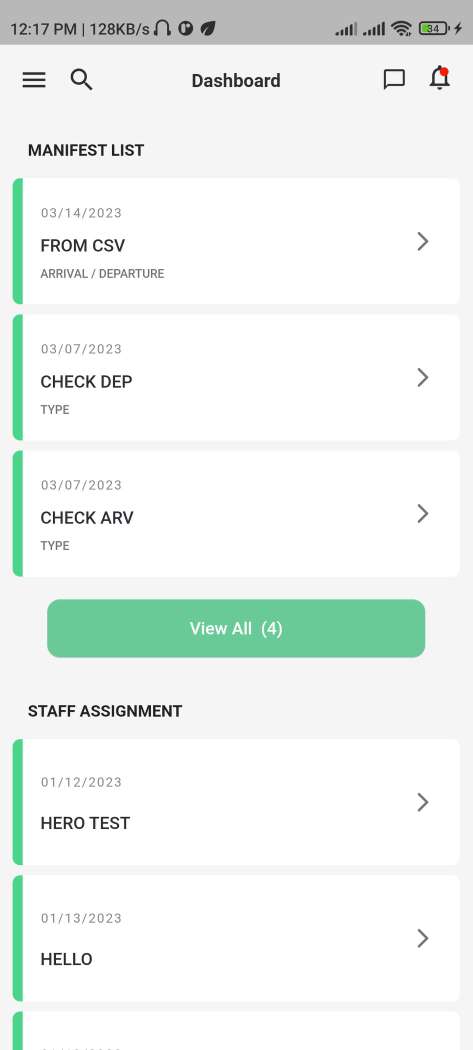 12:17 PM | 128KB/s
34
Dashboard
MANIFEST LIST
03/14/2023
FROM CSV
ARRIVAL / DEPARTURE
03/07/2023
CHECK DEP
TYPE
03/07/2023
CHECK ARV
TYPE
View All (4)
STAFF ASSIGNMENT
01/12/2023
HERO TEST
01/13/2023
HELLO